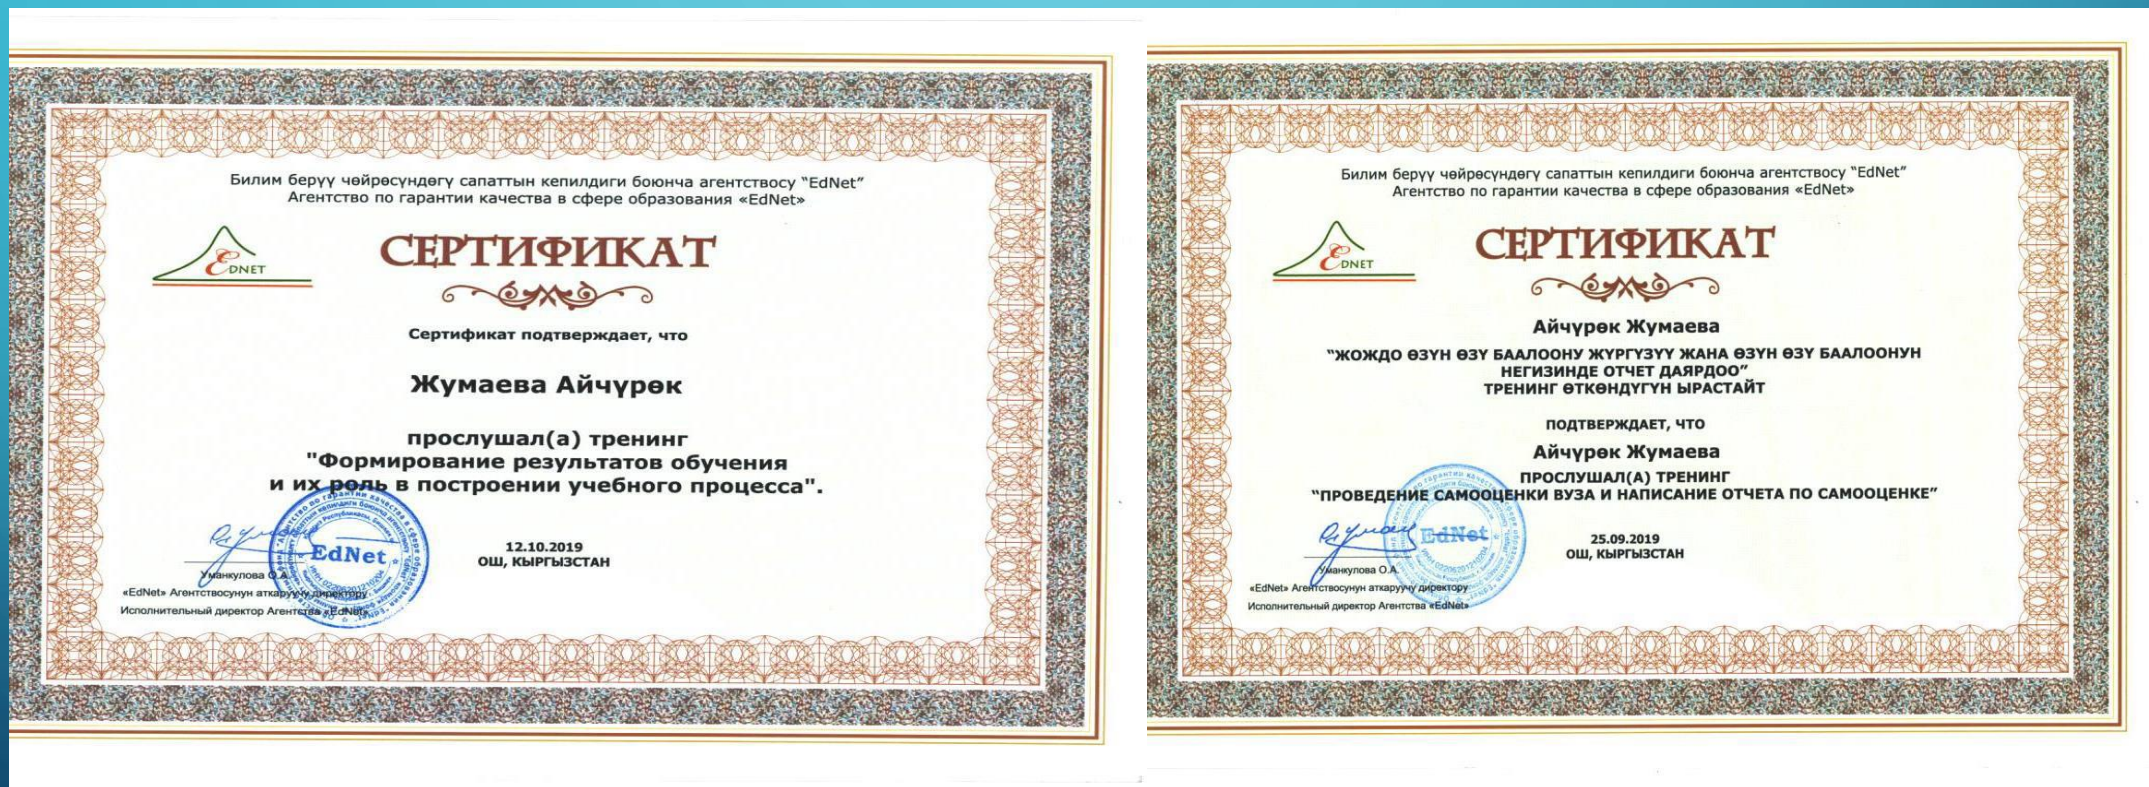 Билим берүү чөйрөсүндөгү сапаттын кепилдиги боюнча агентствосу "EdNet"
Агентство по гарантии качества в сфере образования «EdNet»
EDNET
СЕРТИФИКАТ
Сертификат подтверждает, что
Жумаева Айчүрөк
прослушал(а) тренинг
"Формирование результатов обучения
и их роль в построении учебного процесса".
EdNet
12.10.2019
ОШ, КЫРГЫЗСТАН
Уманкулова О.А.
«EdNet» Агентствосунун аткаруучу директору
Исполнительный директор Агентства «EdNet»
Билим берүү чөйрөсүндөгү сапаттын кепилдиги боюнча агентствосу "EdNet"
Агентство по гарантии качества в сфере образования «EdNet»
EDNET
СЕРТИФИКАТ
Айчүрөк Жумаева
"ЖОЖДО ӨЗҮН ӨЗҮ БААЛООНУ ЖҮРГҮЗҮҮ ЖАНА ӨЗҮН ӨЗҮ БААЛООНУН
НЕГИЗИНДЕ ОТЧЕТ ДАЯРДОО"
ТРЕНИНГ ӨТКӨНДҮГҮН ЫРАСТАЙТ
ПОДТВЕРЖДАЕТ, ЧТО
Айчүрөк Жумаева
ПРОСЛУШАЛ(А) ТРЕНИНГ
"ПРОВЕДЕНИЕ САМООЦЕНКИ ВУЗА И НАПИСАНИЕ ОТЧЕТА ПО САМООЦЕНКЕ"
EdNet
25.09.2019
ОШ, КЫРГЫЗСТАН
Уманкулова О.А.
«EdNet» Агентствосунун аткаруучу директору
Исполнительный директор Агентства «EdNet»